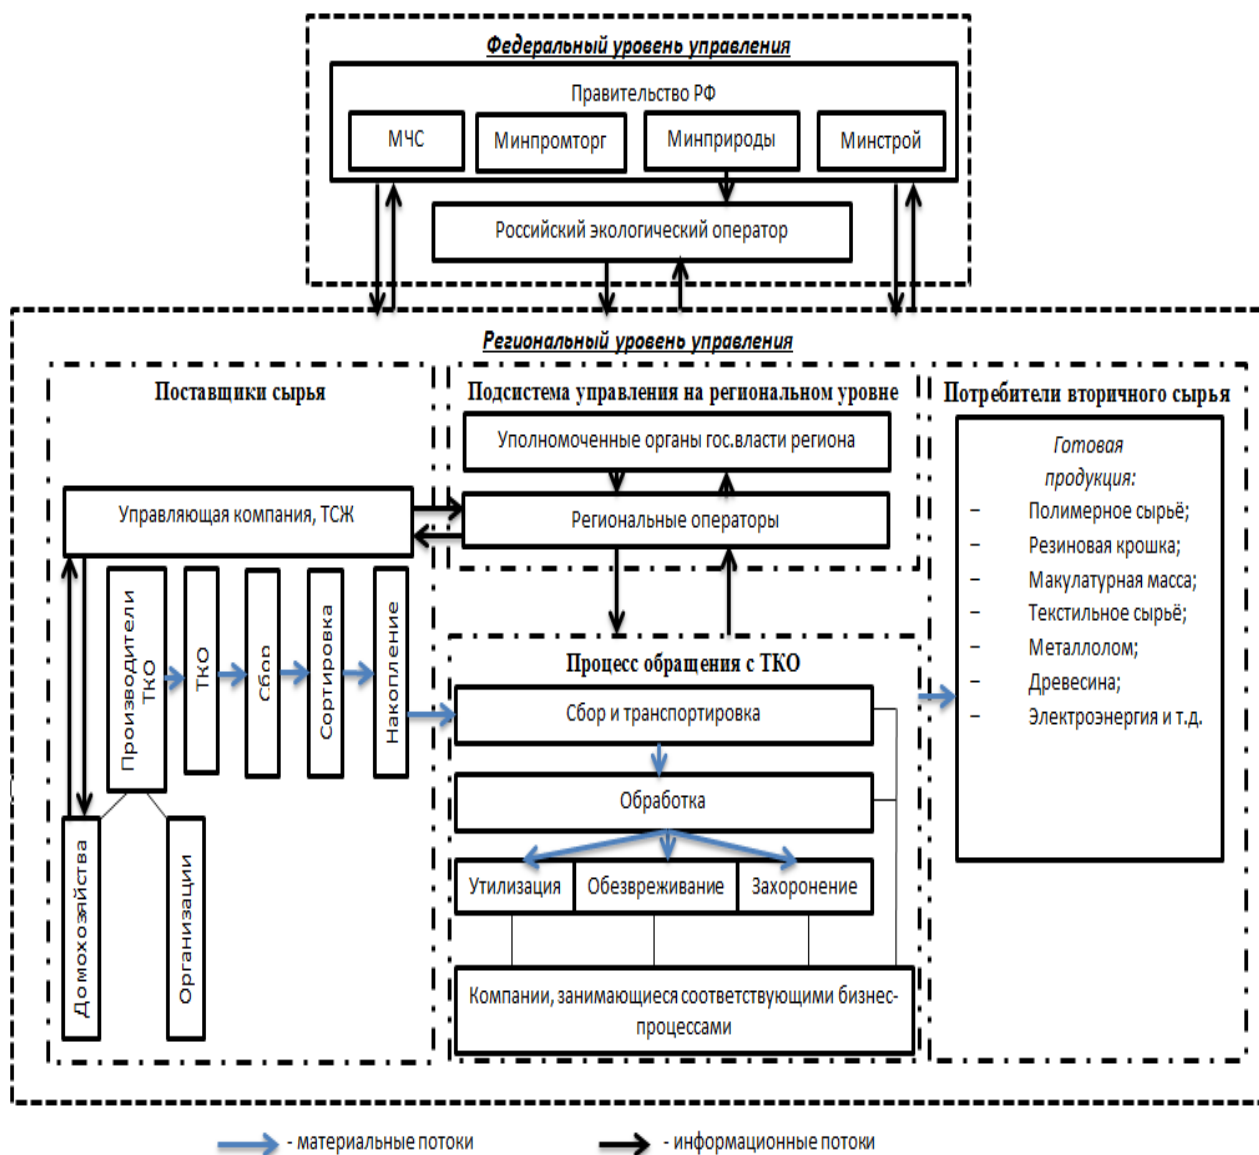 Федеральный уровень управления
Правительство РФ
МЧС
Минпромторг
Минприроды
Минстрой
Российский экологический оператор
Региональный уровень управления
Поставщики сырья
Управляющая компания, ТСЖ
Производители
ТКО
ТКО
Сбор
Сортировка
Накопление
Домохозяйства
Организации
Подсистема управления на региональном уровне
Уполномоченные органы гос.власти региона
Региональные операторы
Процесс обращения с ТКО
Сбор и транспортировка
Обработка
Утилизация
Обезвреживание
Захоронение
Компании, занимающиеся соответствующими бизнес-
процессами
Потребители вторичного сырья
Готовая
продукция:
– Полимерное сырьё;
– Резиновая крошка;
– Макулатурная масса;
– Текстильное сырьё;
– Металлолом;
– Древесина;
– Электроэнергия и т.д.
- материальные потоки
- информационные потоки